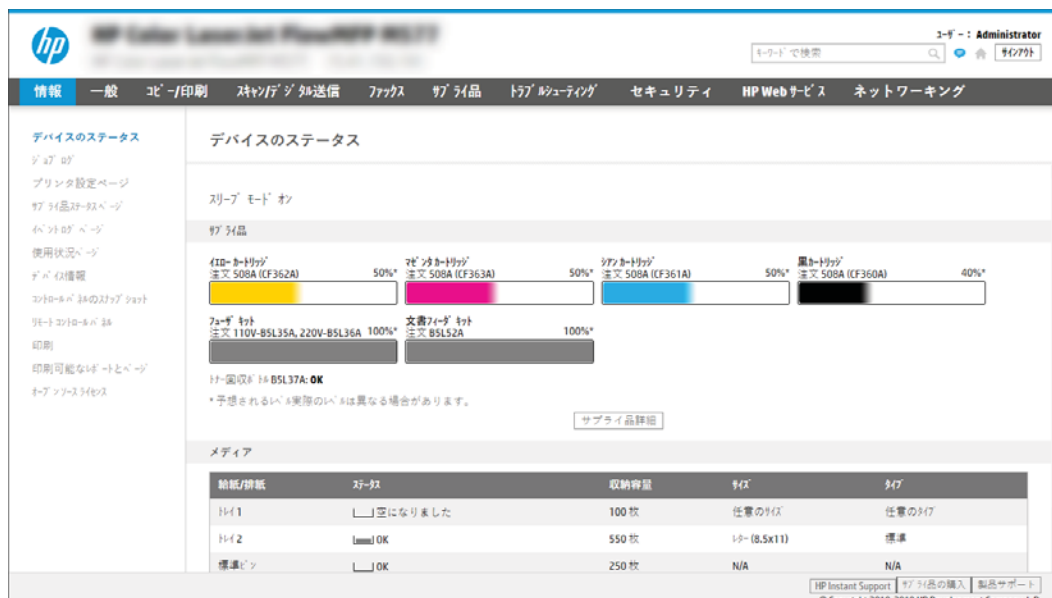 hp
ユーザー: Administrator
キーワードで検索
サインアウト
情報 一般 コピー/印刷 スキャン/デジタル送信 ファックス サプライ品 トラブルシューティング セキュリティ HP Web サービス ネットワーキング
デバイスのステータス
ジョブ ログ
プリンタ設定ページ
サプライ品ステータス ページ
イベント ログ ページ
使用状況ページ
デバイス情報
コントロール パネルのスナップショット
リモート コントロール パネル
印刷
印刷可能なレポートとページ
オープン ソース ライセンス
デバイスのステータス
スリープ モード オン
サプライ品
イエロー カートリッジ
注文 508A (CF362A) 50%*
マゼンタ カートリッジ
注文 508A (CF363A) 50%*
シアン カートリッジ
注文 508A (CF361A) 50%*
黒カートリッジ
注文 508A (CF360A) 40%*
フューザ キット
注文 110V-B5L35A, 220V-B5L36A 100%*
文書フィーダ キット
注文 B5L52A 100%*
トナー回収ボトル B5L37A: OK
*予想されるレベル実際のレベルは異なる場合があります。
サプライ品詳細
メディア
給紙/排紙 ステータス 収納容量 サイズ タイプ
トレイ 1 空になりました 100 枚 任意のサイズ 任意のタイプ
トレイ 2 OK 550 枚 レター (8.5x11) 標準
標準ビン OK 250 枚 N/A N/A
HP Instant Support サプライ品の購入 製品サポート